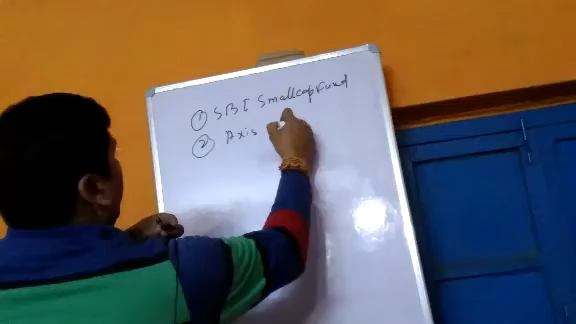 ① SBI Smallcap Fund
② Axis